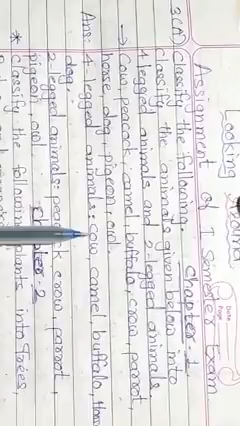 Looking around
Date
Page
Assignment of I Semester Exam
Chapter-1
3(A) Classify the following.
Classify the animals given below into
4 legged animals and 2-legged animals
→ Cow, peacock, camel, buffalo, crow, parrot,
horse, dog, pigeon, owl
Ans: 4-legged animals: cow, camel, buffalo,
dog.
2 legged animals: crow, parrot,
pigeon, owl.
Chapter-2
* Classify the following plants into Trees,